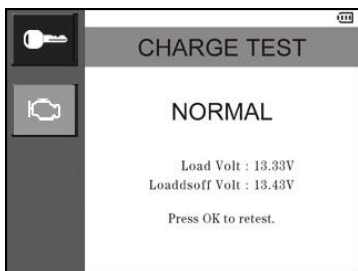 CHARGE TEST
NORMAL
Load Volt : 13.33V
Loaddsoff Volt : 13.43V
Press OK to retest.